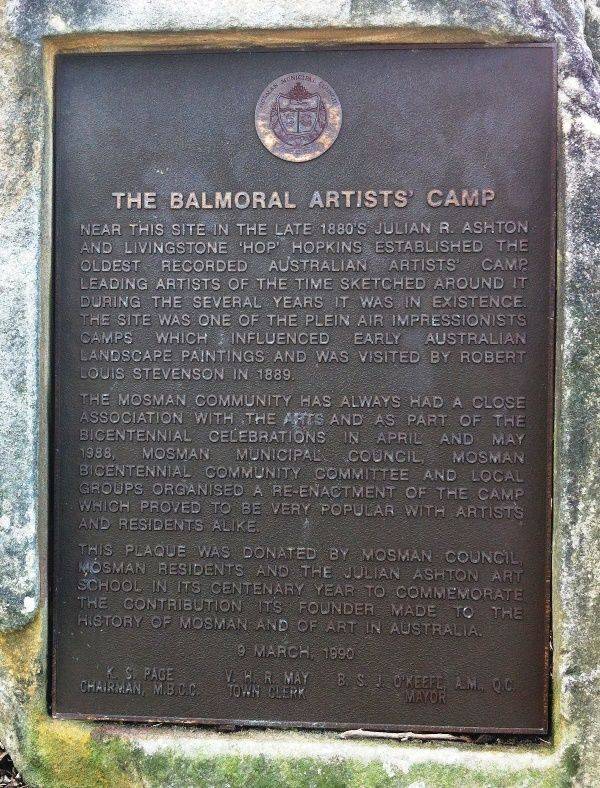 MOSMAN MUNICIPAL COUNCIL
THE BALMORAL ARTISTS' CAMP
NEAR THIS SITE IN THE LATE 1880'S JULIAN R. ASHTON
AND LIVINGSTONE 'HOP' HOPKINS ESTABLISHED THE
OLDEST RECORDED AUSTRALIAN ARTISTS' CAMP.
LEADING ARTISTS OF THE TIME SKETCHED AROUND IT
DURING THE SEVERAL YEARS IT WAS IN EXISTENCE.
THE SITE WAS ONE OF THE PLEIN AIR IMPRESSIONISTS
CAMPS WHICH INFLUENCED EARLY AUSTRALIAN
LANDSCAPE PAINTINGS AND WAS VISITED BY ROBERT
LOUIS STEVENSON IN 1889.
THE MOSMAN COMMUNITY HAS ALWAYS HAD A CLOSE
ASSOCIATION WITH THE ARTS AND AS PART OF THE
BICENTENNIAL CELEBRATIONS IN APRIL AND MAY
1988, MOSMAN MUNICIPAL COUNCIL, MOSMAN
BICENTENNIAL COMMUNITY COMMITTEE AND LOCAL
GROUPS ORGANISED A RE-ENACTMENT OF THE CAMP
WHICH PROVED TO BE VERY POPULAR WITH ARTISTS
AND RESIDENTS ALIKE.
THIS PLAQUE WAS DONATED BY MOSMAN COUNCIL,
MOSMAN RESIDENTS AND THE JULIAN ASHTON ART
SCHOOL IN ITS CENTENARY YEAR TO COMMEMORATE
THE CONTRIBUTION ITS FOUNDER MADE TO THE
HISTORY OF MOSMAN AND OF ART IN AUSTRALIA.
9 MARCH, 1990
K. S. PAGE V. H. R. MAY B. S. J. O'KEEFE A.M., Q.C.
CHAIRMAN, M.B.C.C. TOWN CLERK MAYOR